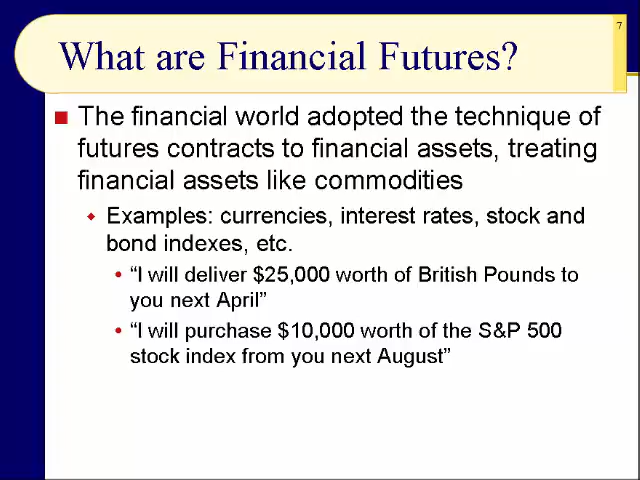 7
What are Financial Futures?
The financial world adopted the technique of
futures contracts to financial assets, treating
financial assets like commodities
Examples: currencies, interest rates, stock and
bond indexes, etc.
“I will deliver $25,000 worth of British Pounds to
you next April”
“I will purchase $10,000 worth of the S&P 500
stock index from you next August”